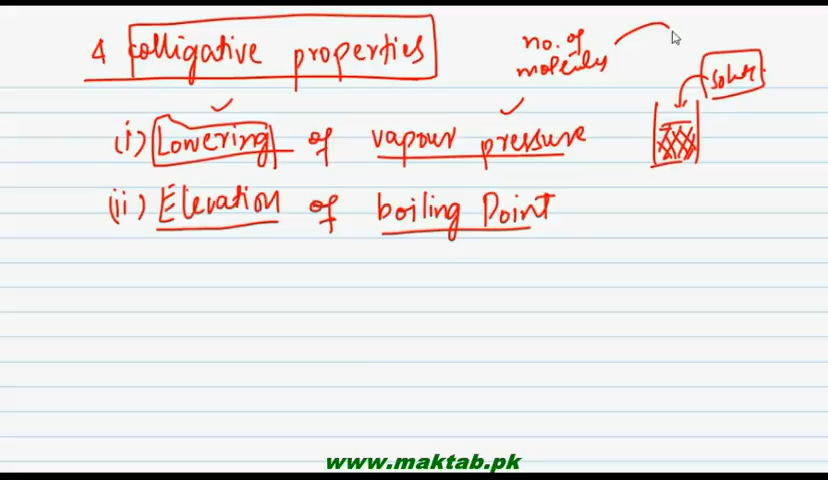 4 colligative properties
no. of
molecules
solute
(i) Lowering of vapour pressure
(ii) Elevation of boiling Point
www.maktab.pk